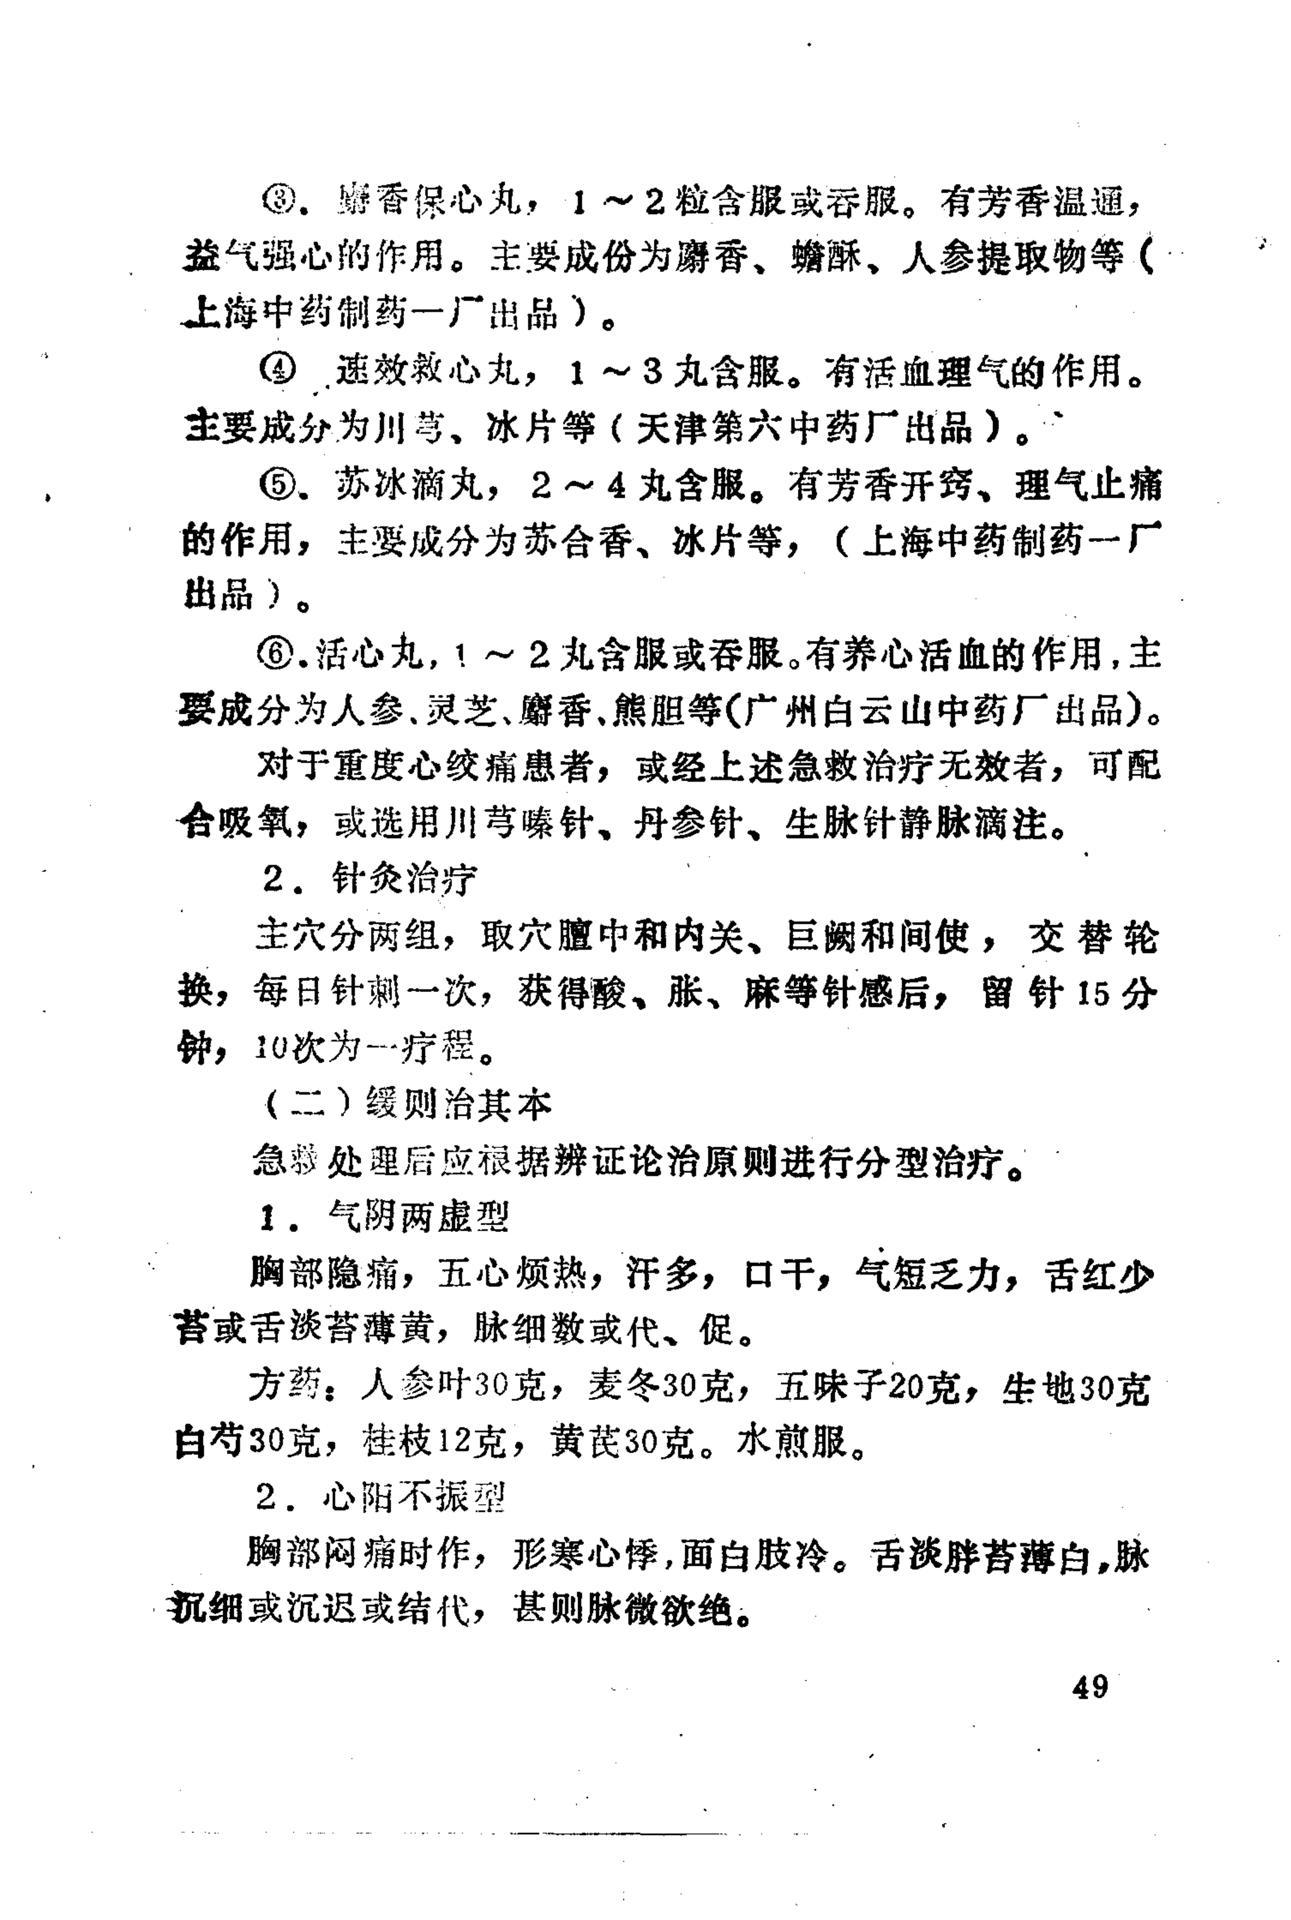 ③．麝香保心丸，1～2粒含服或吞服。有芳香温通，
益气强心的作用。主要成份为麝香、蟾酥、人参提取物等（
上海中药制药一厂出品）。
④．速效救心丸，1～3丸含服。有活血理气的作用。
主要成分为川芎、冰片等（天津第六中药厂出品）。
⑤．苏冰滴丸，2～4丸含服。有芳香开窍、理气止痛
的作用，主要成分为苏合香、冰片等，（上海中药制药一厂
出品）。
⑥．活心丸，1～2丸含服或吞服。有养心活血的作用，主
要成分为人参、灵芝、麝香、熊胆等(广州白云山中药厂出品)。
对于重度心绞痛患者，或经上述急救治疗无效者，可配
合吸氧，或选用川芎嗪针、丹参针、生脉针静脉滴注。
2．针灸治疗
主穴分两组，取穴膻中和内关、巨阙和间使，交替轮
换，每日针刺一次，获得酸、胀、麻等针感后，留针15分
钟，10次为一疗程。
（二）缓则治其本
急救处理后应根据辨证论治原则进行分型治疗。
1．气阴两虚型
胸部隐痛，五心烦热，汗多，口干，气短乏力，舌红少
苔或舌淡苔薄黄，脉细数或代、促。
方药：人参叶30克，麦冬30克，五味子20克，生地30克
白芍30克，桂枝12克，黄芪30克。水煎服。
2．心阳不振型
胸部闷痛时作，形寒心悸，面白肢冷。舌淡胖苔薄白，脉
沉细或沉迟或结代，甚则脉微欲绝。
49